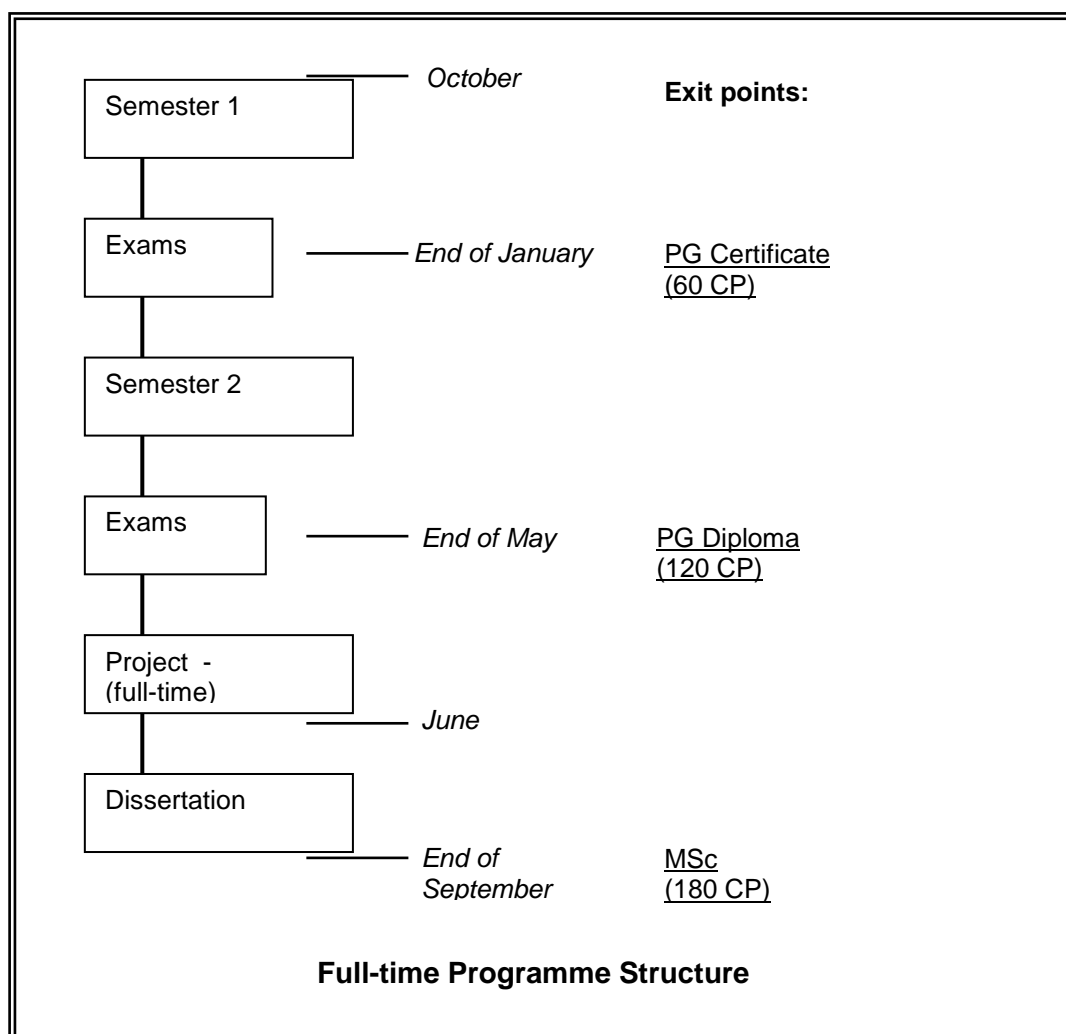 October
Exit points:
Semester 1
Exams
End of January
PG Certificate
(60 CP)
Semester 2
Exams
End of May
PG Diploma
(120 CP)
Project -
(full-time)
June
Dissertation
End of
September
MSc
(180 CP)
Full-time Programme Structure